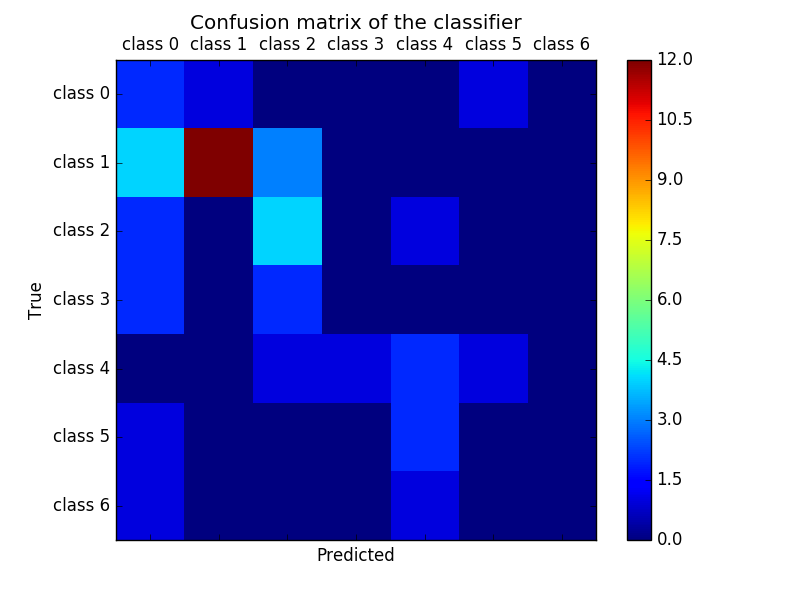 Confusion matrix of the classifier
class 0 class 1 class 2 class 3 class 4 class 5 class 6
class 0
class 1
class 2
class 3
class 4
class 5
class 6
True
Predicted
12.0
10.5
9.0
7.5
6.0
4.5
3.0
1.5
0.0